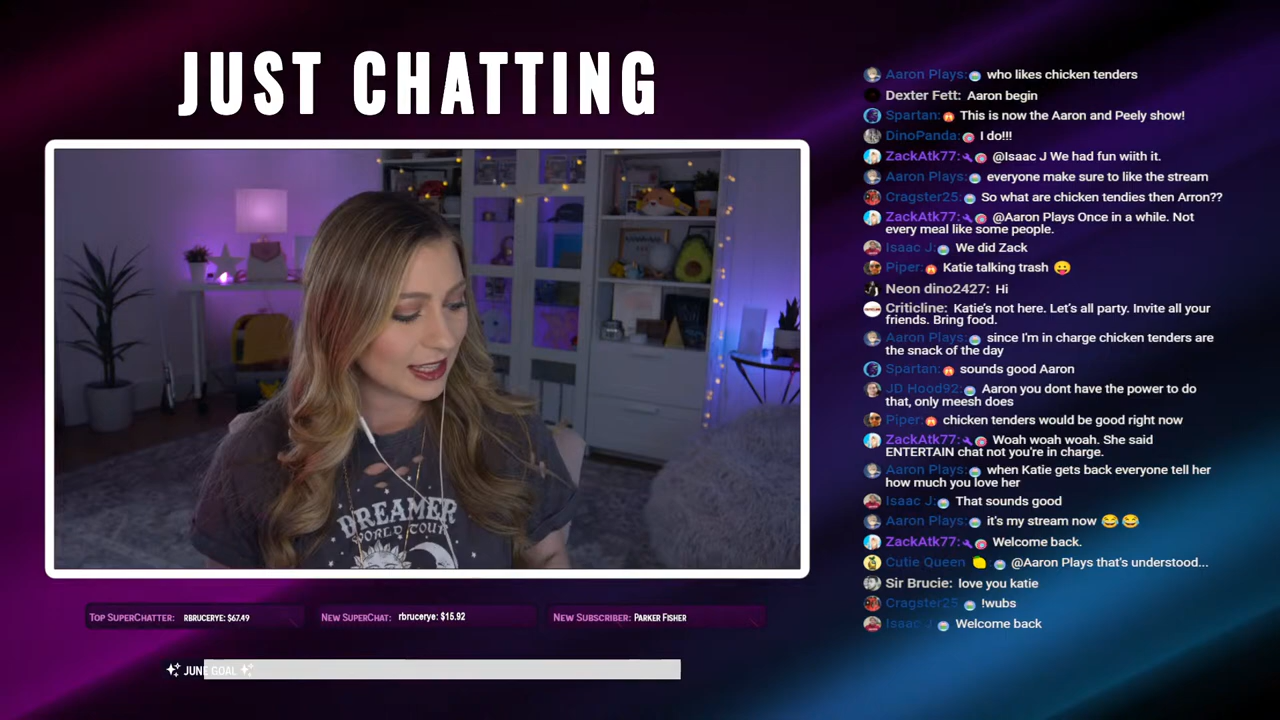 JUST CHATTING
DREAMER
WORLD TOUR
Top SuperChatter: RBRUCERYE: $67.49
New SuperChat: rbrucerye: $15.92
New Subscriber: Parker Fisher
JUNE GOAL
Aaron Plays: who likes chicken tenders
Dexter Fett: Aaron begin
Spartan: This is now the Aaron and Peely show!
DinoPanda: I do!!!
ZackAtk77: @Isaac J We had fun wiith it.
Aaron Plays: everyone make sure to like the stream
Cragster25: So what are chicken tendies then Arron??
ZackAtk77: @Aaron Plays Once in a while. Not
every meal like some people.
Isaac J: We did Zack
Piper: Katie talking trash 😛
Neon dino2427: Hi
Criticline: Katie's not here. Let's all party. Invite all your
friends. Bring food.
Aaron Plays: since I'm in charge chicken tenders are
the snack of the day
Spartan: sounds good Aaron
JD Hood92: Aaron you dont have the power to do
that, only meesh does
Piper: chicken tenders would be good right now
ZackAtk77: Woah woah woah. She said
ENTERTAIN chat not you're in charge.
Aaron Plays: when Katie gets back everyone tell her
how much you love her
Isaac J: That sounds good
Aaron Plays: it's my stream now 😂😂
ZackAtk77: Welcome back.
Cutie Queen 🍋 @Aaron Plays that's understood...
Sir Brucie: love you katie
Cragster25 !wubs
Isaac J Welcome back